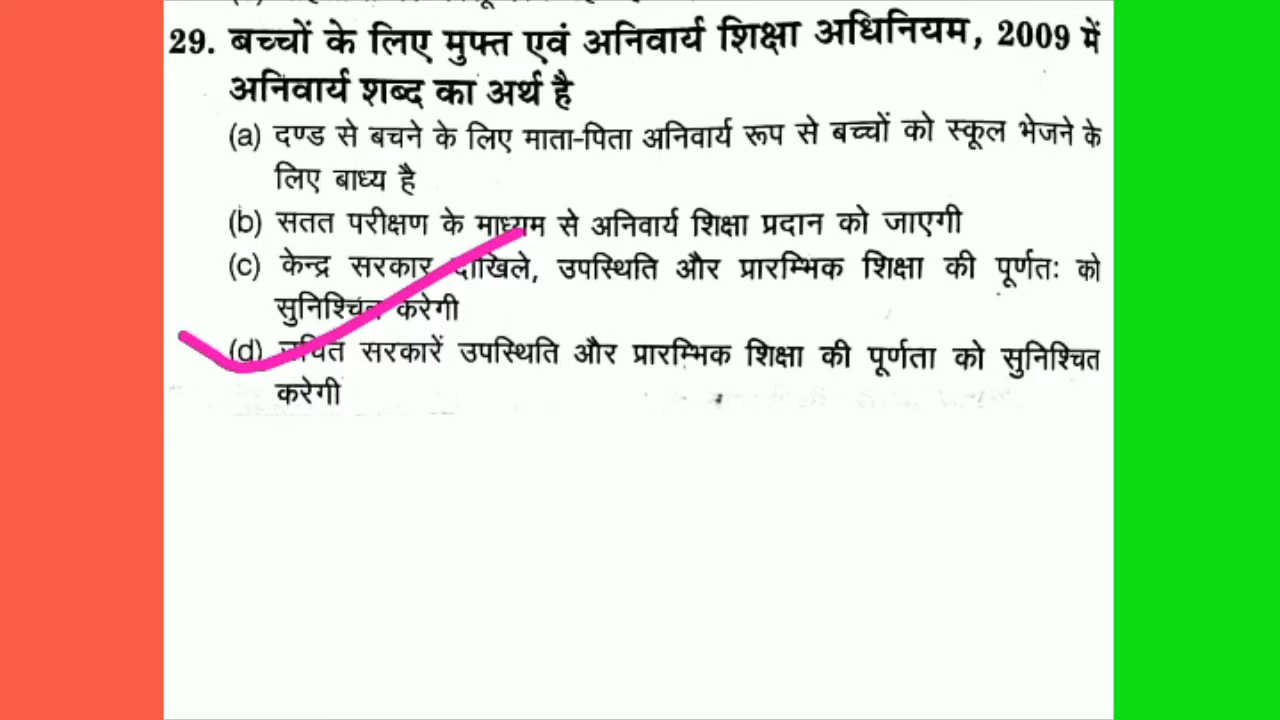 29. बच्चों के लिए मुफ्त एवं अनिवार्य शिक्षा अधिनियम, 2009 में
अनिवार्य शब्द का अर्थ है
(a) दण्ड से बचने के लिए माता-पिता अनिवार्य रूप से बच्चों को स्कूल भेजने के
लिए बाध्य है
(b) सतत परीक्षण के माध्यम से अनिवार्य शिक्षा प्रदान को जाएगी
(c) केन्द्र सरकार दाखिले, उपस्थिति और प्रारम्भिक शिक्षा की पूर्णतः को
सुनिश्चित करेगी
(d) उचित सरकारें उपस्थिति और प्रारम्भिक शिक्षा की पूर्णता को सुनिश्चित
करेगी